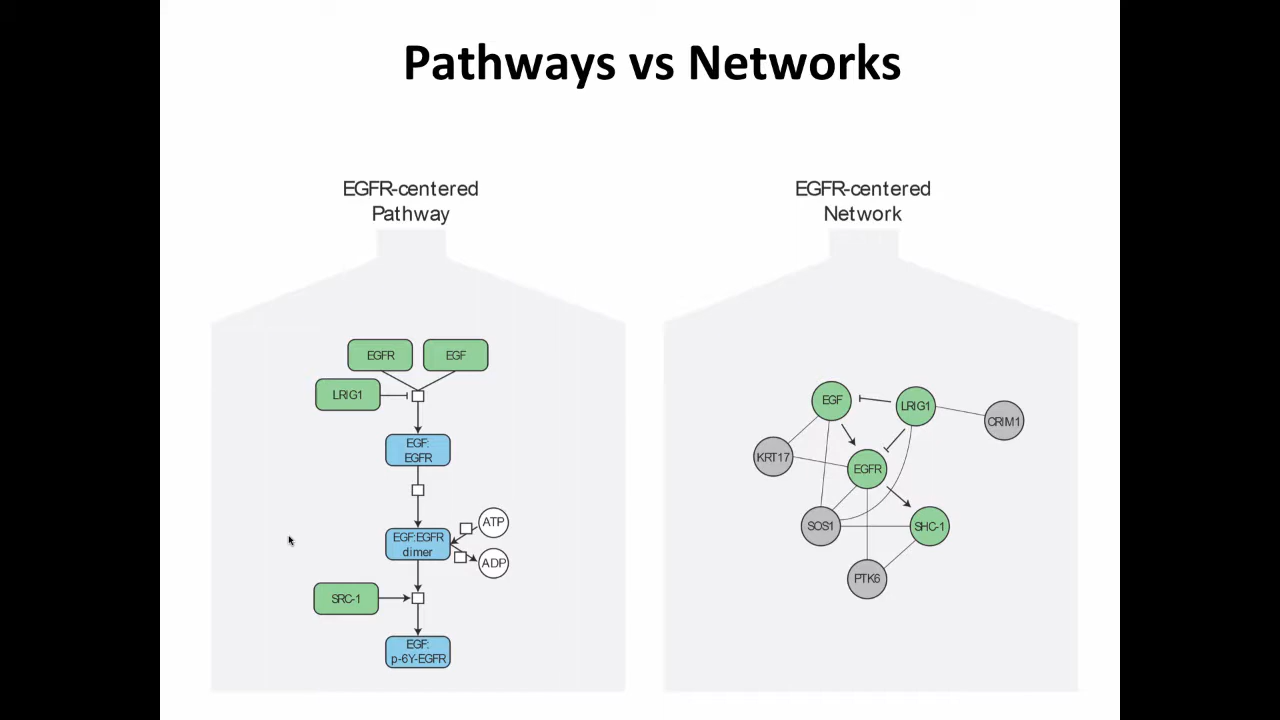 Pathways vs Networks
EGFR-centered
Pathway
EGFR
EGF
LRIG1
EGF:
EGFR
EGF:EGFR
dimer
ATP
ADP
SRC-1
EGF:
p-6Y-EGFR
EGFR-centered
Network
EGF
LRIG1
CRIM1
KRT17
EGFR
SOS1
SHC-1
PTK6